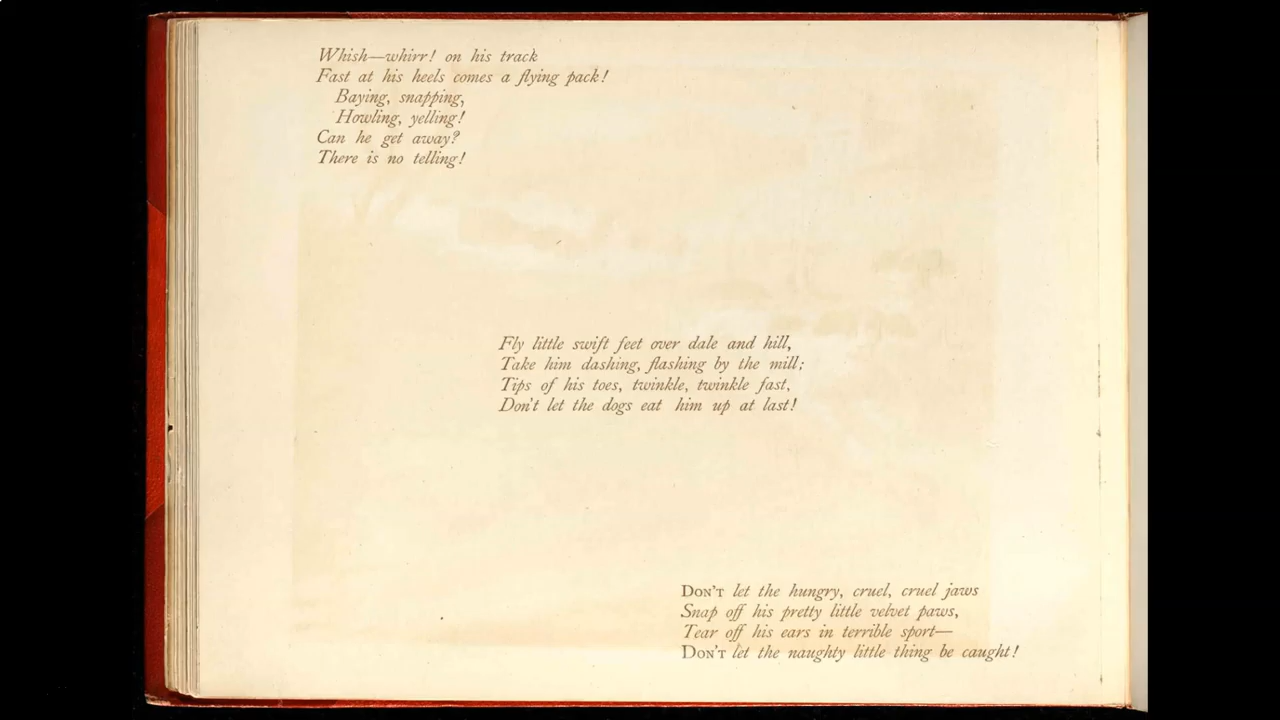 Whish—whirr! on his track
Fast at his heels comes a flying pack!
Baying, snapping,
Howling, yelling!
Can he get away?
There is no telling!
Fly little swift feet over dale and hill,
Take him dashing, flashing by the mill;
Tips of his toes, twinkle, twinkle fast,
Don't let the dogs eat him up at last!
DON'T let the hungry, cruel, cruel jaws
Snap off his pretty little velvet paws,
Tear off his ears in terrible sport—
DON'T let the naughty little thing be caught!